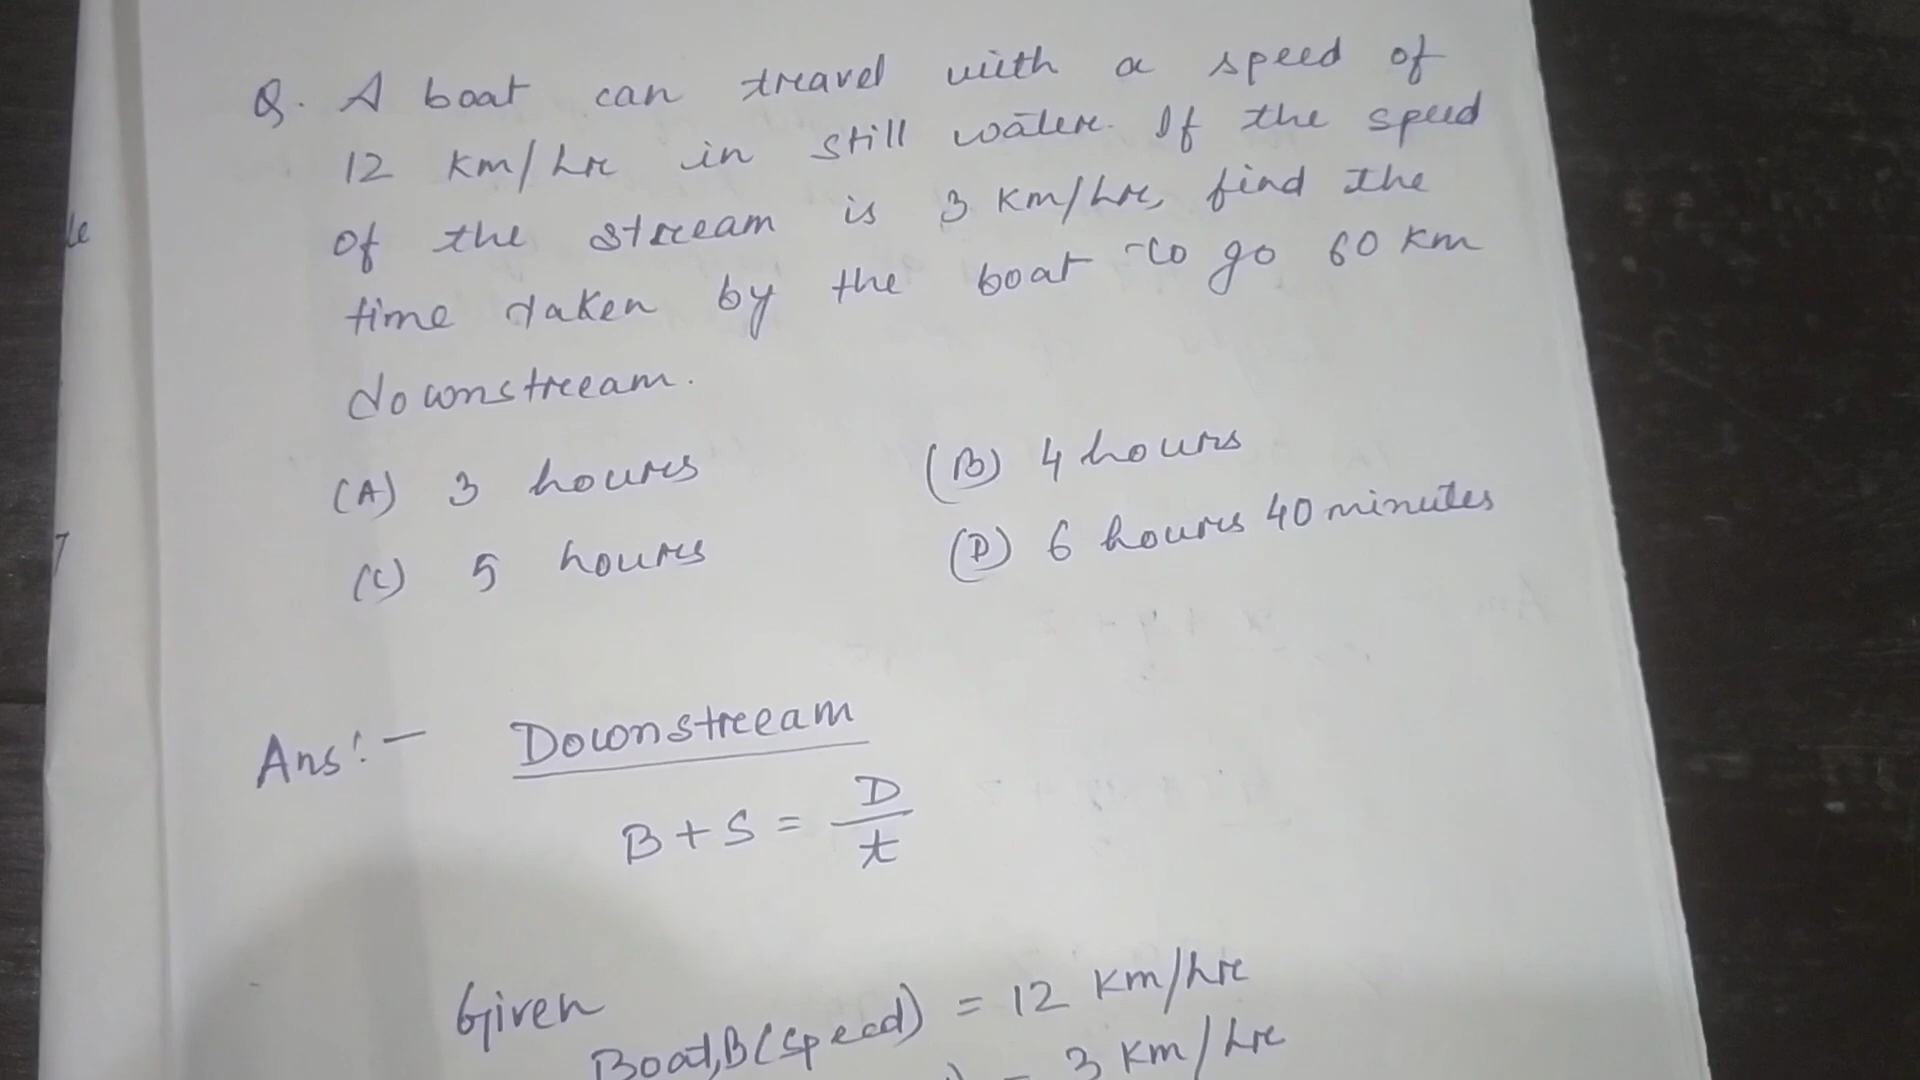 Q. A boat can travel with a speed of
12 km/hr in still water. If the speed
of the stream is 3 km/hr, find the
time taken by the boat to go 60 km
downstream.
(A) 3 hours (B) 4 hours
(C) 5 hours (D) 6 hours 40 minutes
Ans:- Downstream
B+S = D/t
Given
Boat,B(speed) = 12 km/hr
3 km/hr
le
7